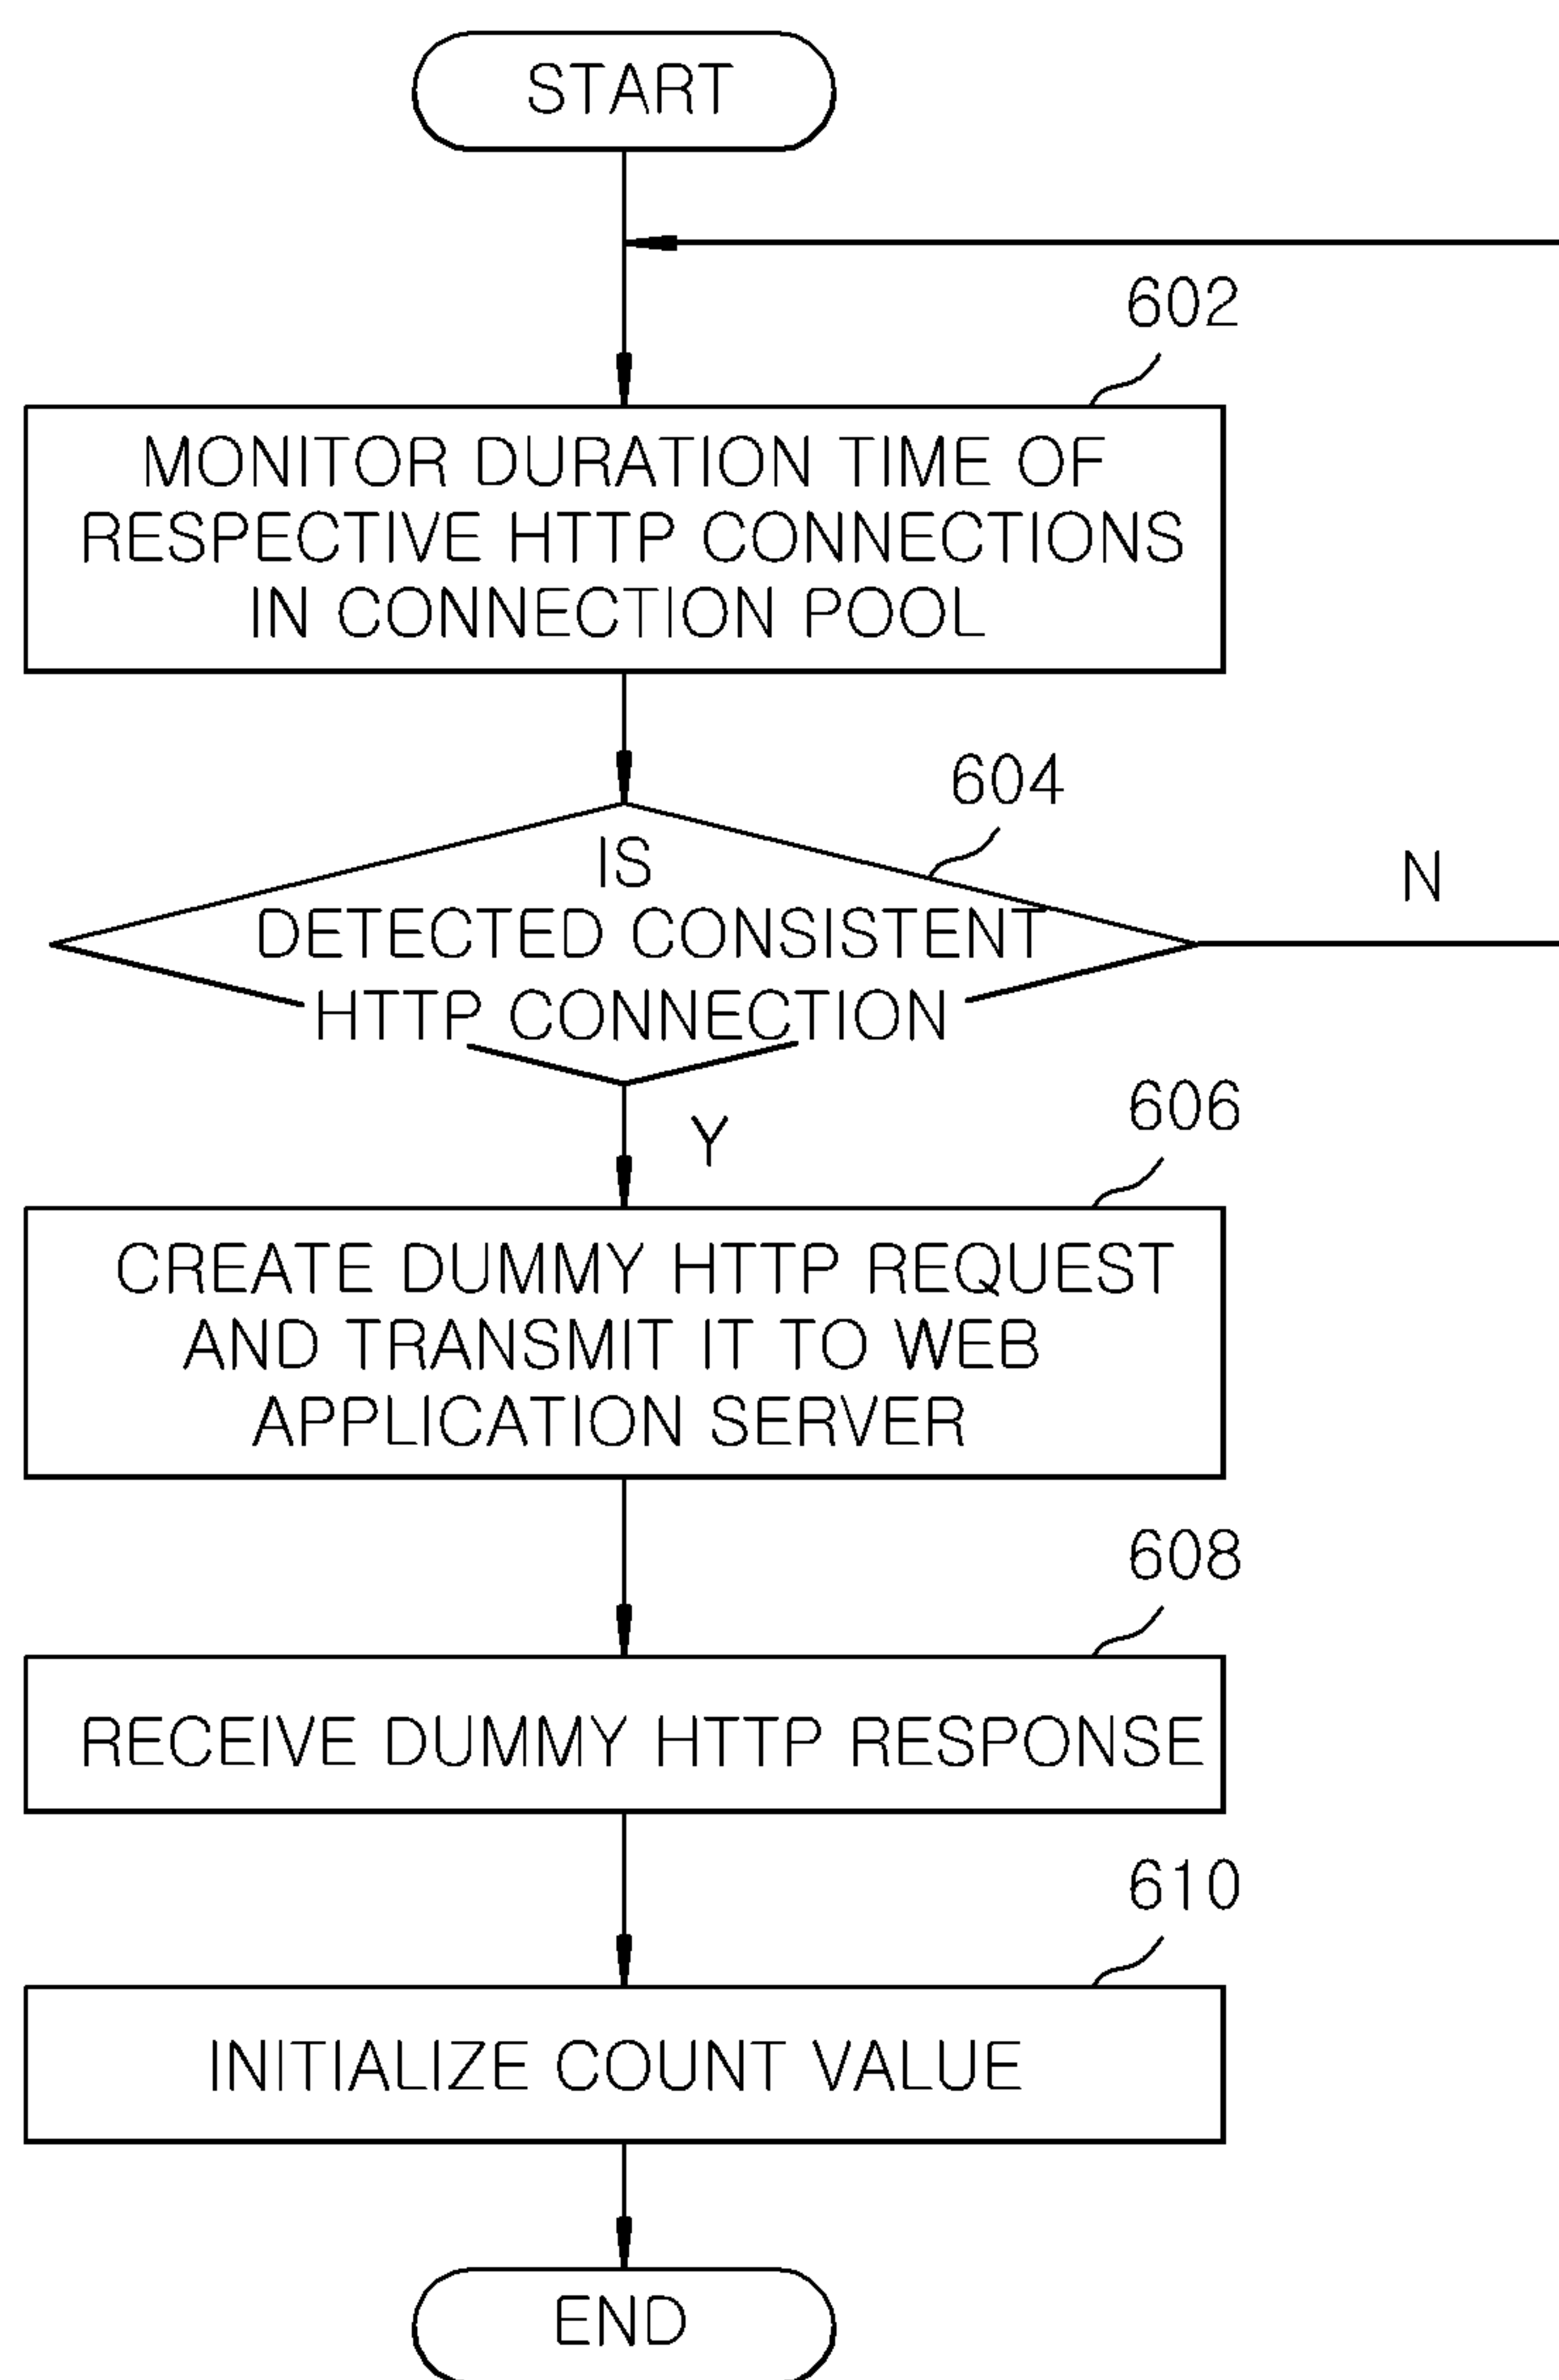 START
602
MONITOR DURATION TIME OF
RESPECTIVE HTTP CONNECTIONS
IN CONNECTION POOL
604
IS
DETECTED CONSISTENT
HTTP CONNECTION
N
Y
606
CREATE DUMMY HTTP REQUEST
AND TRANSMIT IT TO WEB
APPLICATION SERVER
608
RECEIVE DUMMY HTTP RESPONSE
610
INITIALIZE COUNT VALUE
END